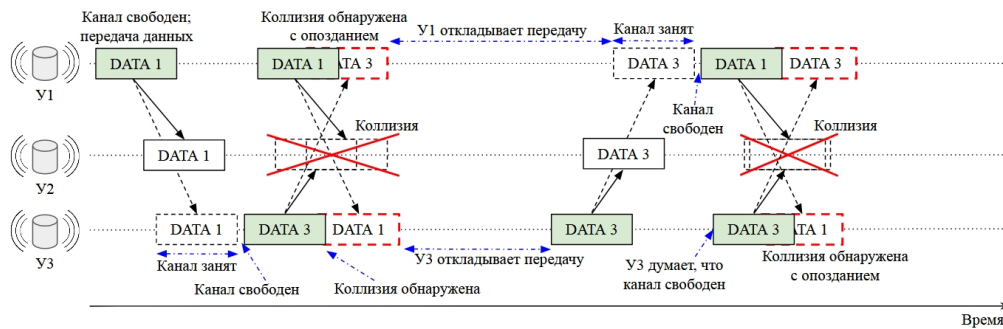 Канал свободен;
передача данных
Коллизия обнаружена
с опозданием
У1 откладывает передачу
Канал занят
DATA 1
DATA 1
DATA 3
DATA 3
DATA 1
DATA 3
У1
Канал
свободен
Коллизия
Коллизия
DATA 1
DATA 3
У2
DATA 1
DATA 3
DATA 1
DATA 3
DATA 3
DATA 1
У3
Канал занят
У3 откладывает передачу
У3 думает, что
канал свободен
Коллизия обнаружена
с опозданием
Канал свободен
Коллизия обнаружена
Время